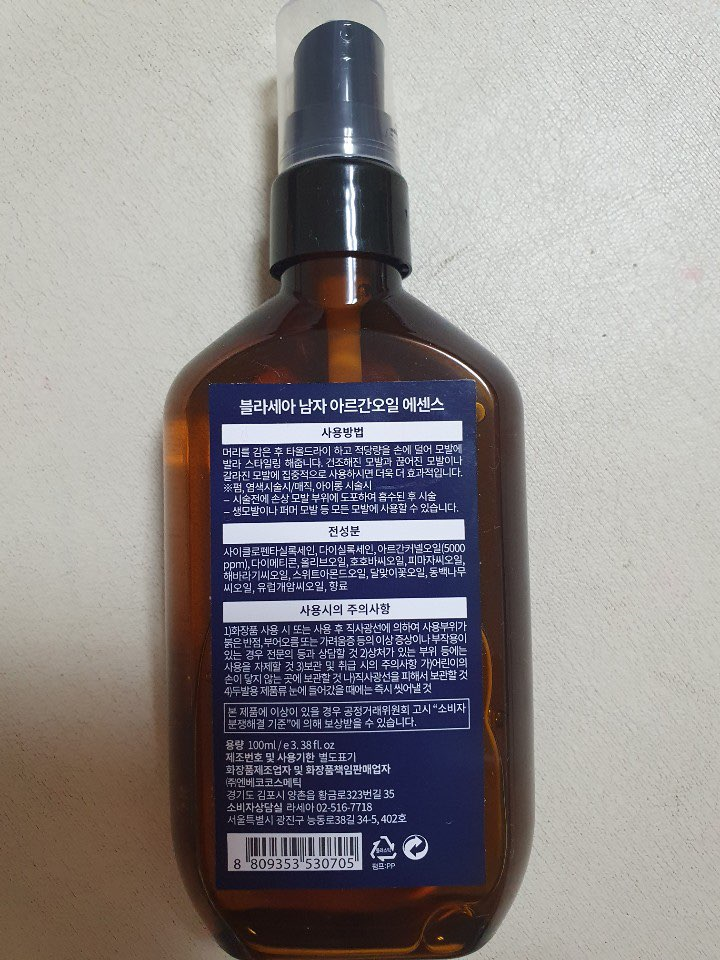 블라세아 남자 아르간오일 에센스
사용방법
머리를 감은 후 타올드라이 하고 적당량을 손에 덜어 모발에
발라 스타일링 해줍니다. 건조해진 모발과 끊어진 모발이나
갈라진 모발에 집중적으로 사용하시면 더욱 더 효과적입니다.
※펌, 염색시술시/매직, 아이롱 시술시
– 시술전에 손상 모발 부위에 도포하여 흡수된 후 시술
– 생모발이나 퍼머 모발 등 모든 모발에 사용할 수 있습니다.
전성분
사이클로펜타실록세인, 다이실록세인, 아르간커넬오일(5000
ppm), 다이메티콘, 올리브오일, 호호바씨오일, 피마자씨오일,
해바라기씨오일, 스위트아몬드오일, 달맞이꽃오일, 동백나무
씨오일, 유럽개암씨오일, 향료
사용시의 주의사항
1)화장품 사용 시 또는 사용 후 직사광선에 의하여 사용부위가
붉은 반점, 부어오름 또는 가려움증 등의 이상 증상이나 부작용이
있는 경우 전문의 등과 상담할 것 2)상처가 있는 부위 등에는
사용을 자제할 것 3)보관 및 취급 시의 주의사항 가)어린이의
손이 닿지 않는 곳에 보관할 것 나)직사광선을 피해서 보관할 것
4)두발용 제품류 눈에 들어갔을 때에는 즉시 씻어낼 것
본 제품에 이상이 있을 경우 공정거래위원회 고시 "소비자
분쟁해결 기준"에 의해 보상받을 수 있습니다.
용량 100ml / e 3.38 fl. oz
제조번호 및 사용기한 별도표기
화장품제조업자 및 화장품책임판매업자
㈜엔베코코스메틱
경기도 김포시 양촌읍 황금로323번길 35
소비자상담실 라세아 02-516-7718
서울특별시 광진구 능동로38길 34-5, 402호
8 809353 530705
플라스틱
펌프:PP